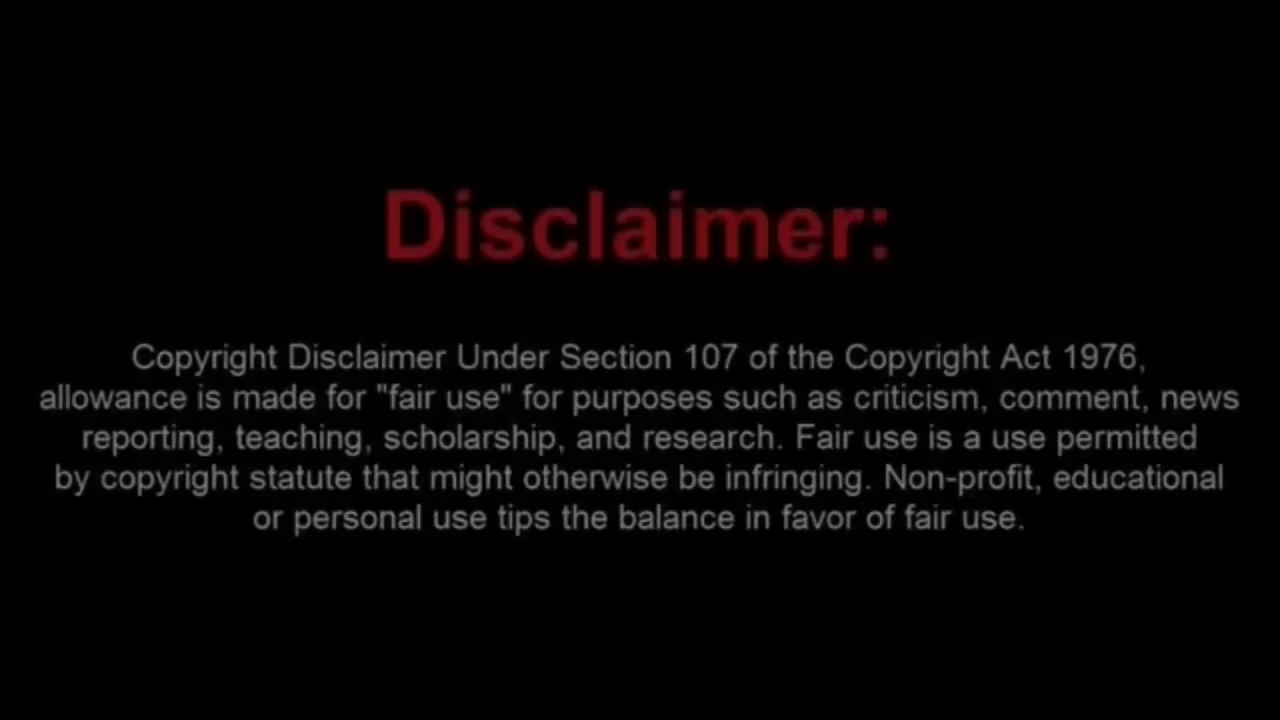 Disclaimer:
Copyright Disclaimer Under Section 107 of the Copyright Act 1976,
allowance is made for "fair use" for purposes such as criticism, comment, news
reporting, teaching, scholarship, and research. Fair use is a use permitted
by copyright statute that might otherwise be infringing. Non-profit, educational
or personal use tips the balance in favor of fair use.